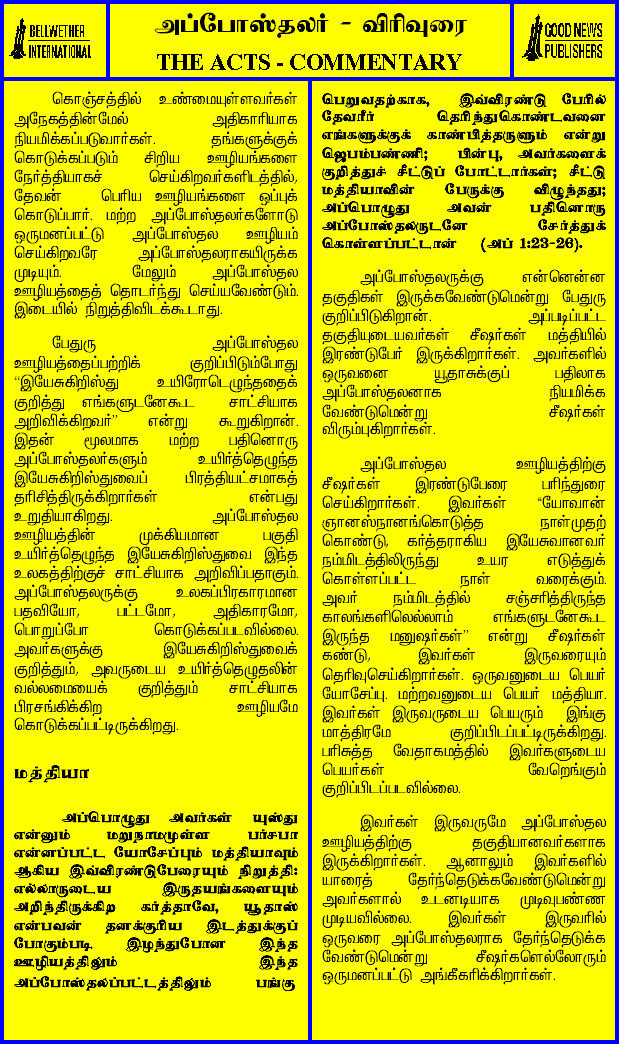 BELLWETHER
INTERNATIONAL
அப்போஸ்தலர் - விரிவுரை
THE ACTS - COMMENTARY
GOOD NEWS
PUBLISHERS
கொஞ்சத்தில் உண்மையுள்ளவர்கள்
அநேகத்தின்மேல் அதிகாரியாக
நியமிக்கப்படுவார்கள். தங்களுக்குக்
கொடுக்கப்படும் சிறிய ஊழியங்களை
நேர்த்தியாகச் செய்கிறவர்களிடத்தில்,
தேவன் பெரிய ஊழியங்களை ஒப்புக்
கொடுப்பார். மற்ற அப்போஸ்தலர்களோடு
ஒருமனப்பட்டு அப்போஸ்தல ஊழியம்
செய்கிறவரே அப்போஸ்தலராகயிருக்க
முடியும். மேலும் அப்போஸ்தல
ஊழியத்தைத் தொடர்ந்து செய்யவேண்டும்.
இடையில் நிறுத்திவிடக்கூடாது.
பேதுரு அப்போஸ்தல
ஊழியத்தைப்பற்றிக் குறிப்பிடும்போது
“இயேசுகிறிஸ்து உயிரோடெழுந்ததைக்
குறித்து எங்களுடனேகூட சாட்சியாக
அறிவிக்கிறவர்” என்று கூறுகிறான்.
இதன் மூலமாக மற்ற பதினொரு
அப்போஸ்தலர்களும் உயிர்த்தெழுந்த
இயேசுகிறிஸ்துவைப் பிரத்தியட்சமாகத்
தரிசித்திருக்கிறார்கள் என்பது
உறுதியாகிறது. அப்போஸ்தல
ஊழியத்தின் முக்கியமான பகுதி
உயிர்த்தெழுந்த இயேசுகிறிஸ்துவை இந்த
உலகத்திற்குச் சாட்சியாக அறிவிப்பதாகும்.
அப்போஸ்தலருக்கு உலகப்பிரகாரமான
பதவியோ, பட்டமோ, அதிகாரமோ,
பொறுப்போ கொடுக்கப்படவில்லை.
அவர்களுக்கு இயேசுகிறிஸ்துவைக்
குறித்தும், அவருடைய உயிர்த்தெழுதலின்
வல்லமையைக் குறித்தும் சாட்சியாக
பிரசங்கிக்கிற ஊழியமே
கொடுக்கப்பட்டிருக்கிறது.
மத்தியா
அப்பொழுது அவர்கள் யுஸ்து
என்னும் மறுநாமமுள்ள பர்சபா
என்னப்பட்ட யோசேப்பும் மத்தியாவும்
ஆகிய இவ்விரண்டுபேரையும் நிறுத்தி:
எல்லாருடைய இருதயங்களையும்
அறிந்திருக்கிற கர்த்தாவே, யூதாஸ்
என்பவன் தனக்குரிய இடத்துக்குப்
போகும்படி இழந்துபோன இந்த
ஊழியத்திலும் இந்த
அப்போஸ்தலப்பட்டத்திலும் பங்கு
பெறுவதற்காக, இவ்விரண்டு பேரில்
தேவரீர் தெரிந்துகொண்டவனை
எங்களுக்குக் காண்பித்தருளும் என்று
ஜெபம்பண்ணி; பின்பு, அவர்களைக்
குறித்துச் சீட்டுப் போட்டார்கள்; சீட்டு
மத்தியாவின் பேருக்கு விழுந்தது;
அப்பொழுது அவன் பதினொரு
அப்போஸ்தலருடனே சேர்த்துக்
கொள்ளப்பட்டான் (அப் 1:23-26).
அப்போஸ்தலருக்கு என்னென்ன
தகுதிகள் இருக்கவேண்டுமென்று பேதுரு
குறிப்பிடுகிறான். அப்படிப்பட்ட
தகுதியுடையவர்கள் சீஷர்கள் மத்தியில்
இரண்டுபேர் இருக்கிறார்கள். அவர்களில்
ஒருவனை யூதாசுக்குப் பதிலாக
அப்போஸ்தலனாக நியமிக்க
வேண்டுமென்று சீஷர்கள்
விரும்புகிறார்கள்.
அப்போஸ்தல ஊழியத்திற்கு
சீஷர்கள் இரண்டுபேரை பரிந்துரை
செய்கிறார்கள். இவர்கள் “யோவான்
ஞானஸ்நானங்கொடுத்த நாள்முதற்
கொண்டு, கர்த்தராகிய இயேசுவானவர்
நம்மிடத்திலிருந்து உயர எடுத்துக்
கொள்ளப்பட்ட நாள் வரைக்கும்.
அவர் நம்மிடத்தில் சஞ்சரித்திருந்த
காலங்களிலெல்லாம் எங்களுடனேகூட
இருந்த மனுஷர்கள்” என்று சீஷர்கள்
கண்டு, இவர்கள் இருவரையும்
தெரிவுசெய்கிறார்கள். ஒருவனுடைய பெயர்
யோசேப்பு. மற்றவனுடைய பெயர் மத்தியா.
இவர்கள் இருவருடைய பெயரும் இங்கு
மாத்திரமே குறிப்பிடப்பட்டிருக்கிறது.
பரிசுத்த வேதாகமத்தில் இவர்களுடைய
பெயர்கள் வேறெங்கும்
குறிப்பிடப்படவில்லை.
இவர்கள் இருவருமே அப்போஸ்தல
ஊழியத்திற்கு தகுதியானவர்களாக
இருக்கிறார்கள். ஆனாலும் இவர்களில்
யாரைத் தேர்ந்தெடுக்கவேண்டுமென்று
அவர்களால் உடனடியாக முடிவுபண்ண
முடியவில்லை. இவர்கள் இருவரில்
ஒருவரை அப்போஸ்தலராக தேர்ந்தெடுக்க
வேண்டுமென்று சீஷர்களெல்லோரும்
ஒருமனப்பட்டு அங்கீகரிக்கிறார்கள்.